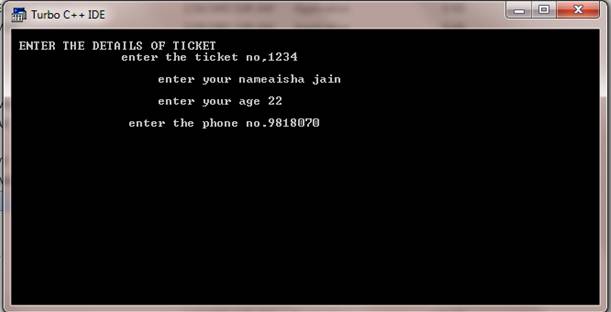 Turbo C++ IDE
ENTER THE DETAILS OF TICKET
enter the ticket no,1234
enter your nameaisha jain
enter your age 22
enter the phone no.9818070